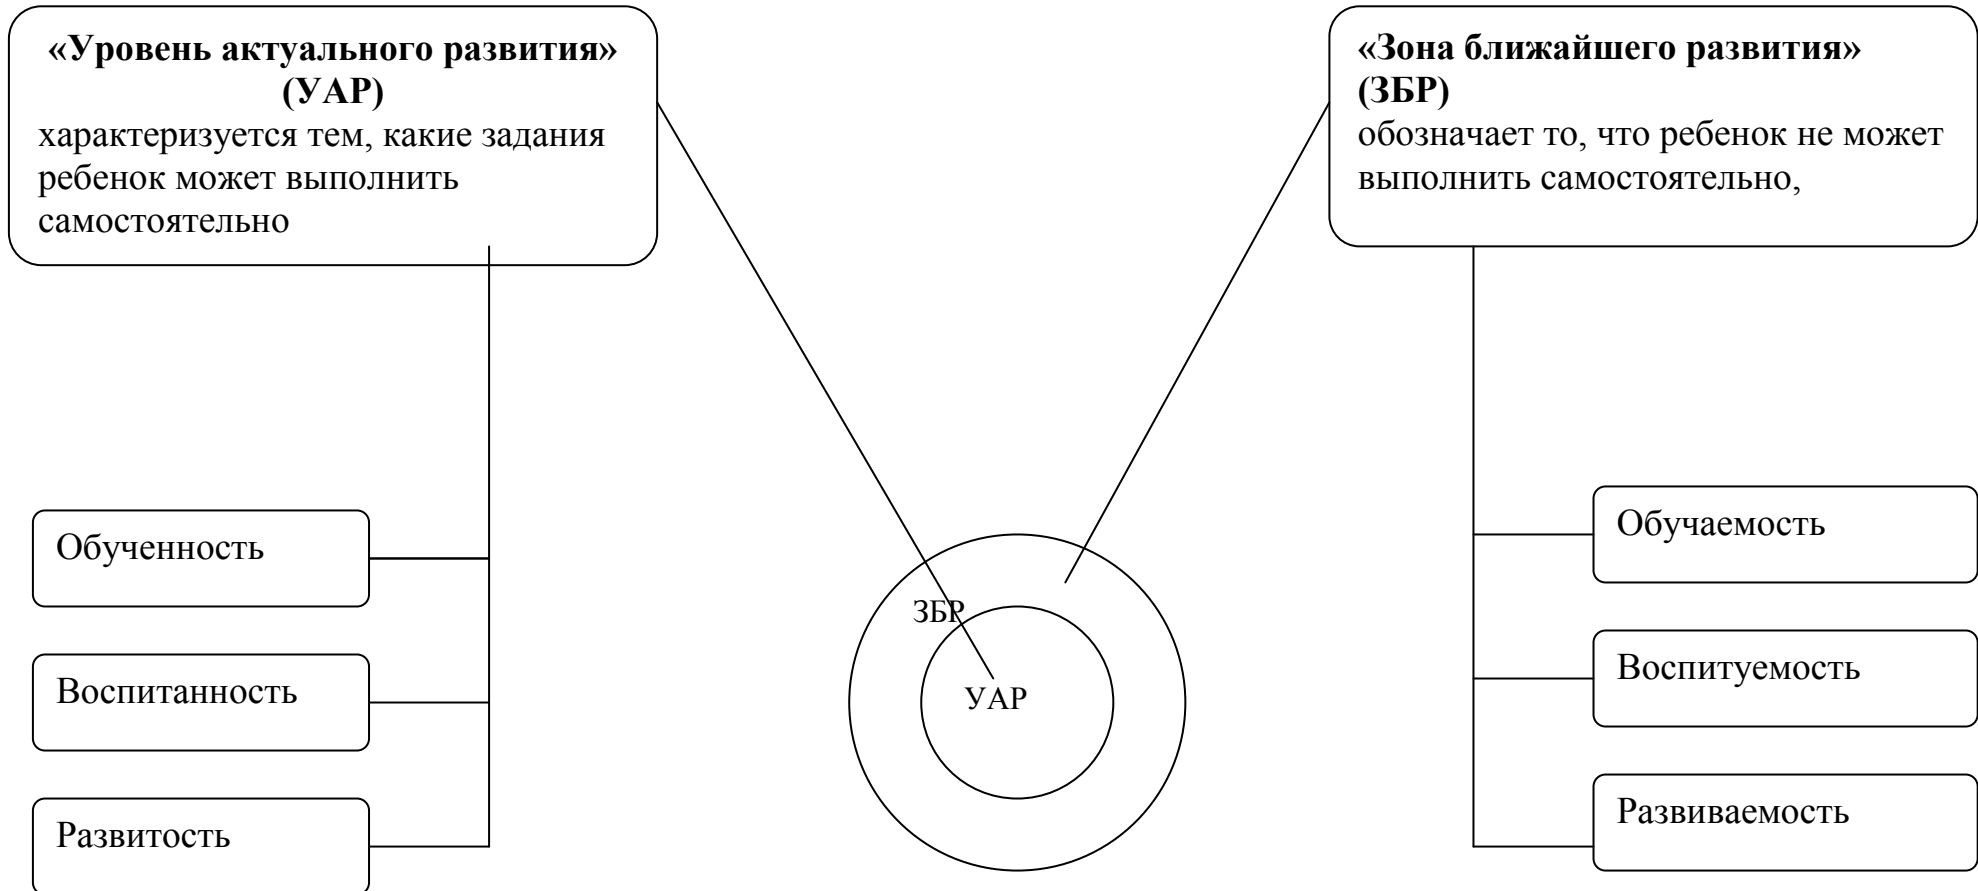 «Уровень актуального развития»
(УАР)
характеризуется тем, какие задания
ребенок может выполнить
самостоятельно
«Зона ближайшего развития»
(ЗБР)
обозначает то, что ребенок не может
выполнить самостоятельно,
Обученность
Воспитанность
Развитость
ЗБР
УАР
Обучаемость
Воспитуемость
Развиваемость